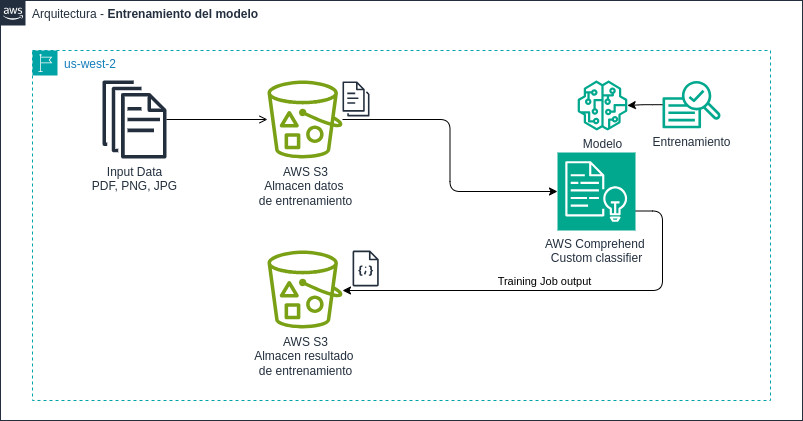 aws
Arquitectura - Entrenamiento del modelo
us-west-2
Input Data
PDF, PNG, JPG
AWS S3
Almacen datos
de entrenamiento
Modelo
Entrenamiento
AWS Comprehend
Custom classifier
Training Job output
{;}
AWS S3
Almacen resultado
de entrenamiento